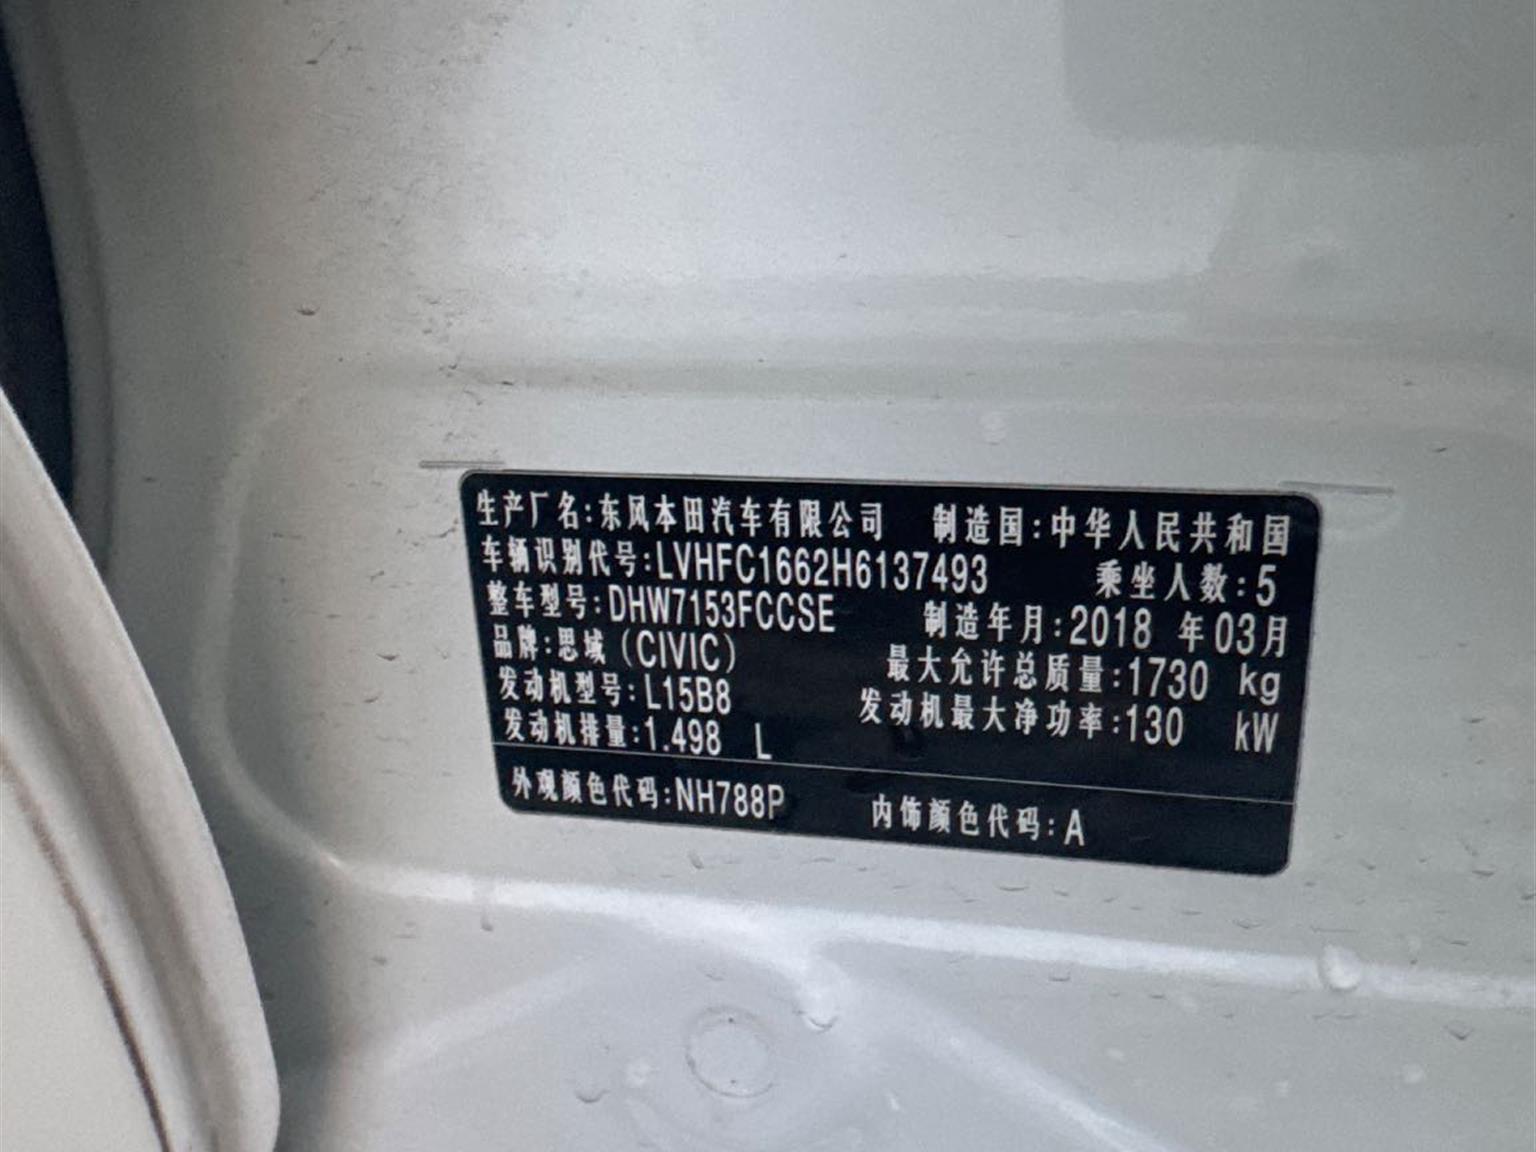 生产厂名:东风本田汽车有限公司 制造国:中华人民共和国
车辆识别代号:LVHFC1662H6137493 乘坐人数:5
整车型号:DHW7153FCCSE 制造年月:2018 年03月
品牌:思域(CIVIC) 最大允许总质量:1730 kg
发动机型号:L15B8 发动机最大净功率:130 kW
发动机排量:1.498 L
外观颜色代码:NH788P 内饰颜色代码:A